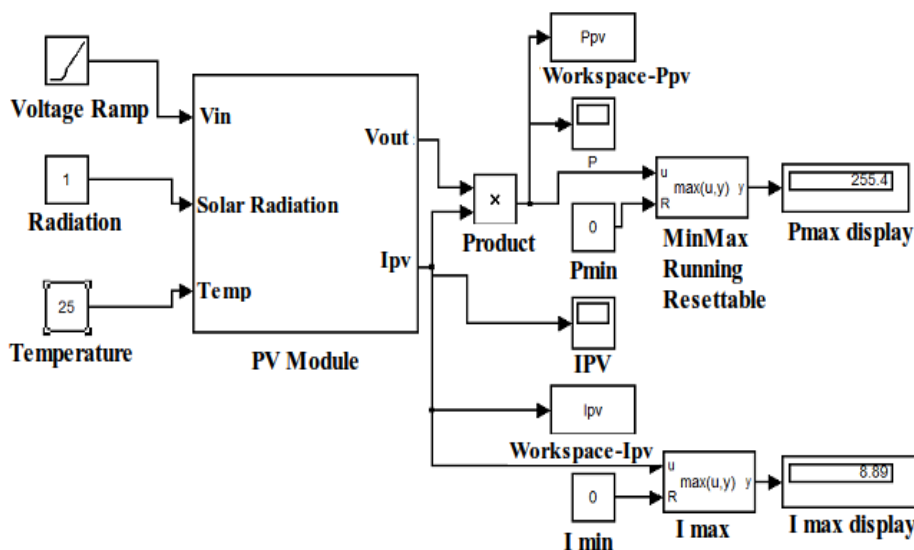 Voltage Ramp
1
Radiation
25
Temperature
Vin
Solar Radiation
Temp
Vout
Ipv
PV Module
×
Product
Ppv
Workspace-Ppv
P
0
Pmin
u
R
max(u,y)
y
MinMax
Running
Resettable
255.4
Pmax display
IPV
Ipv
Workspace-Ipv
0
I min
u
R
max(u,y)
y
I max
8.89
I max display